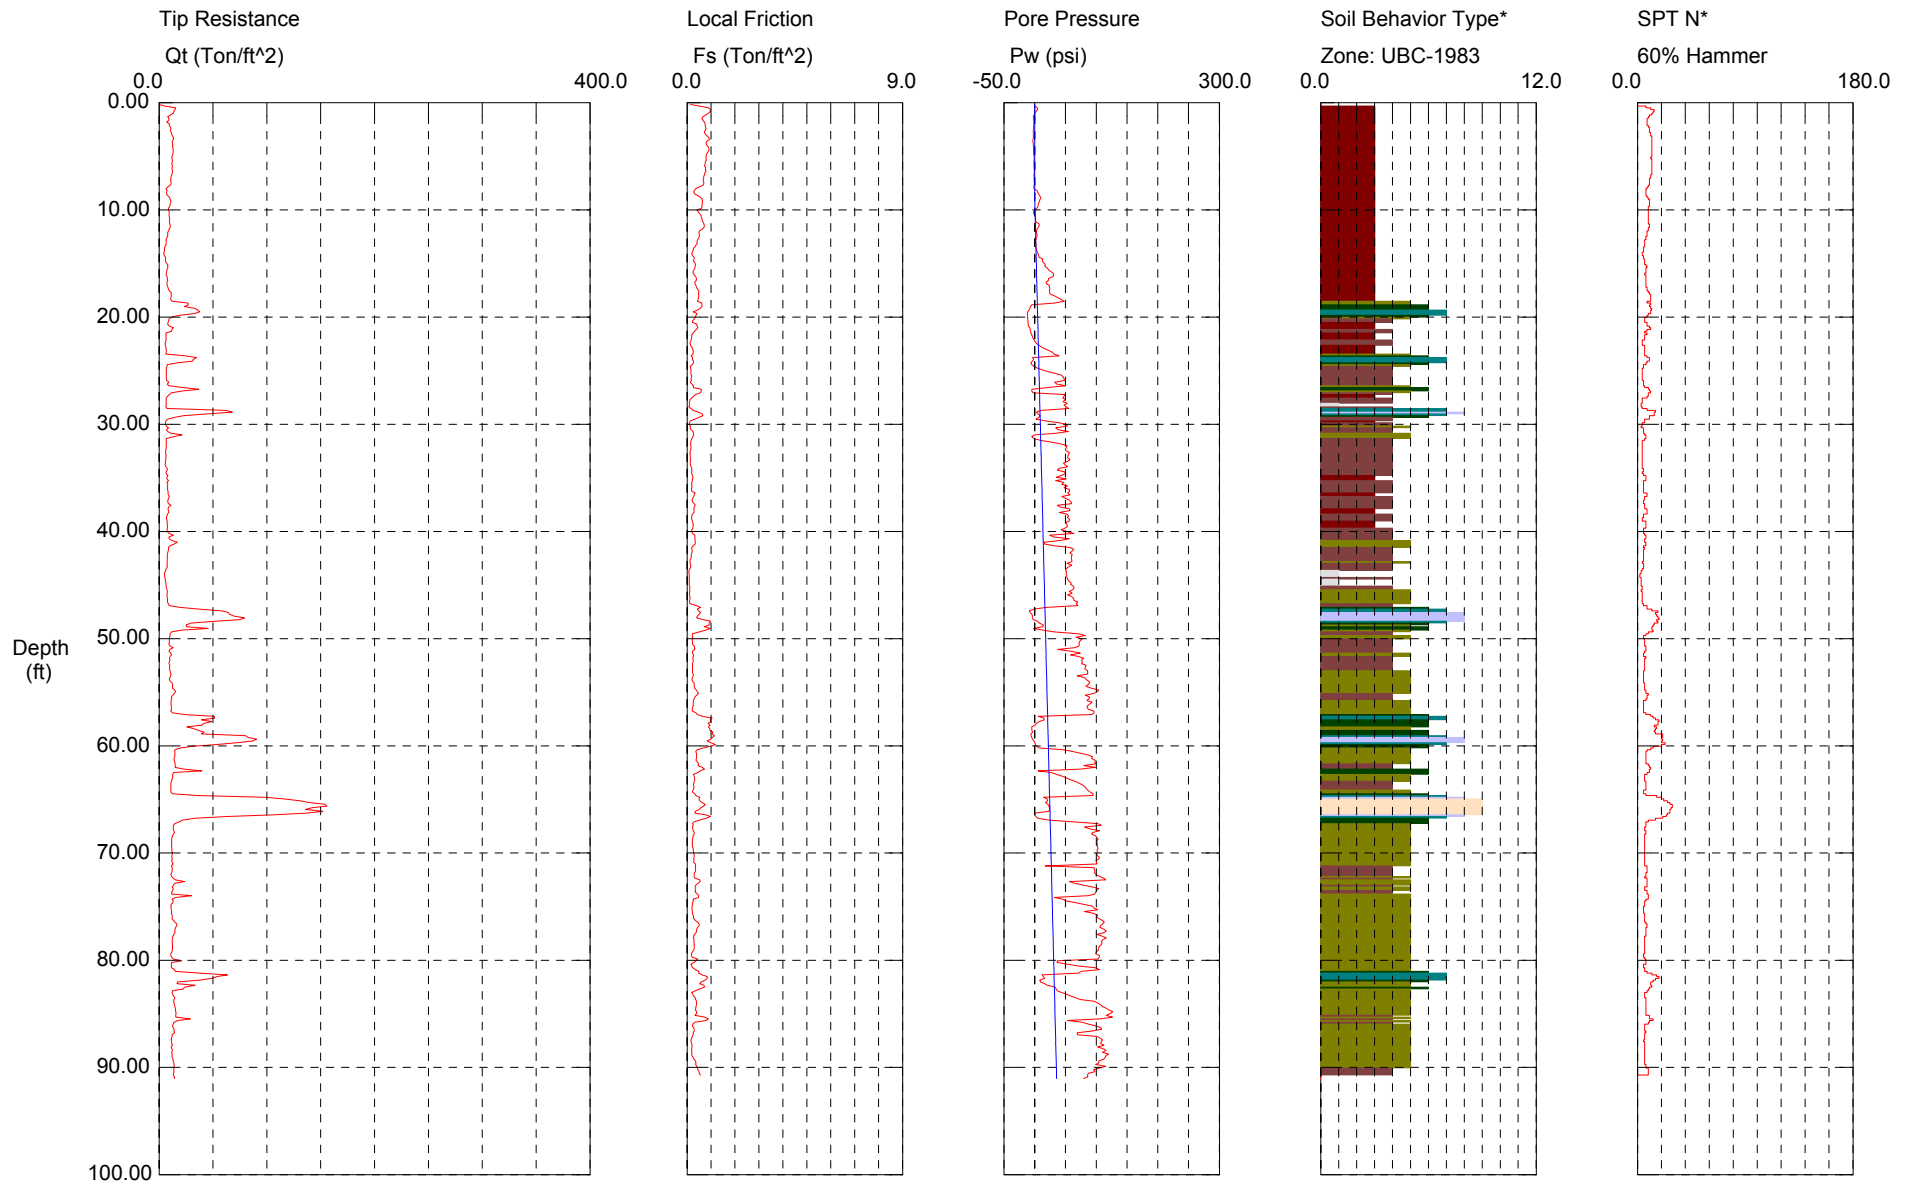 Tip Resistance
Local Friction
Pore Pressure
Soil Behavior Type*
SPT N*
Qt (Ton/ft^2)
Fs (Ton/ft^2)
Pw (psi)
Zone: UBC-1983
60% Hammer
0.0
400.0
0.0
9.0
-50.0
300.0
0.0
12.0
0.0
180.0
0.00
10.00
20.00
30.00
40.00
50.00
60.00
70.00
80.00
90.00
100.00
Depth
(ft)